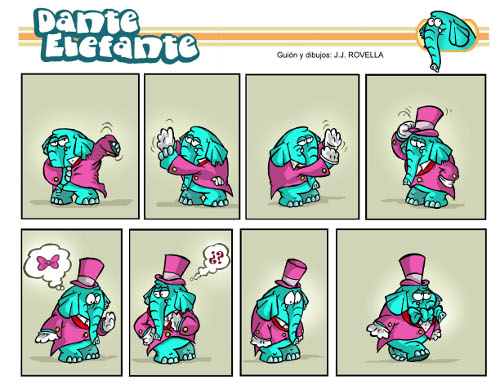 Dante
Elefante
Guión y dibujos: J.J. ROVELLA
¿?